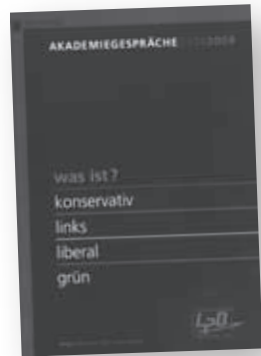 AKADEMIEGESPRÄCHE
was ist?
konservativ
links
liberal
grün